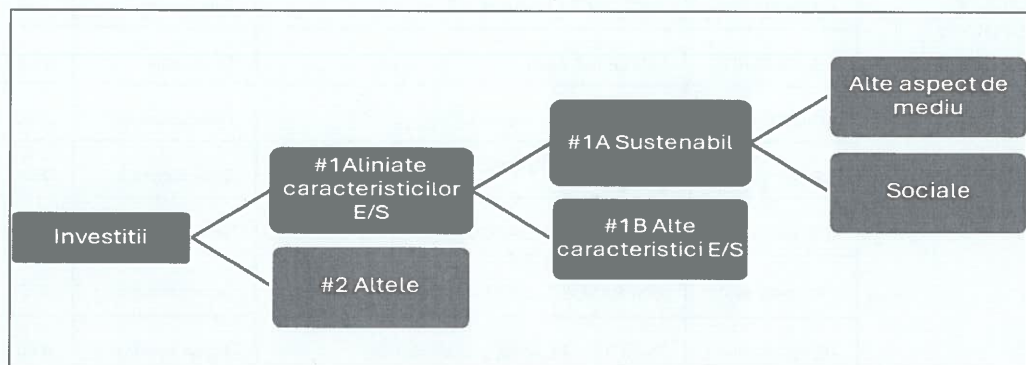 Investitii
#1Aliniate
caracteristicilor
E/S
#2 Altele
#1A Sustenabil
#1B Alte
caracteristici E/S
Alte aspect de
mediu
Sociale